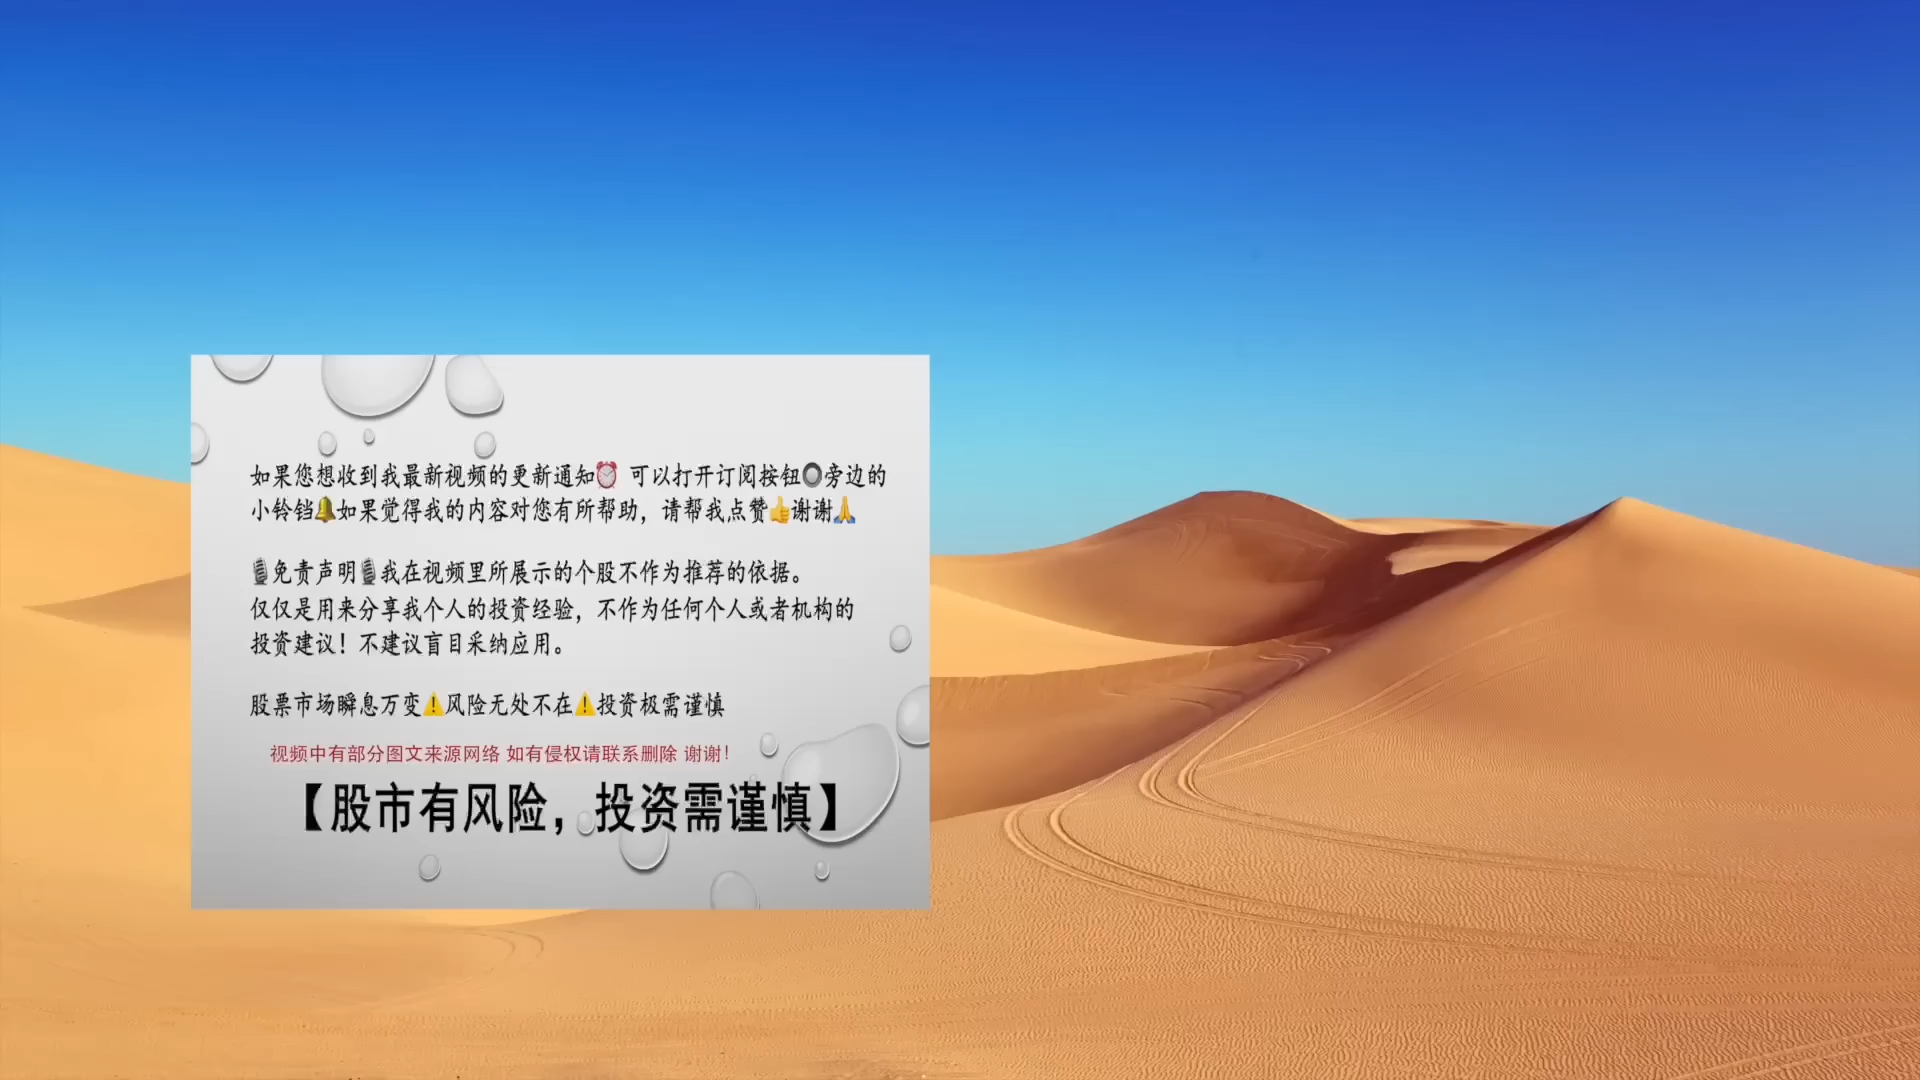 如果您想收到我最新视频的更新通知⏰ 可以打开订阅按钮🔘旁边的
小铃铛🔔如果觉得我的内容对您有所帮助，请帮我点赞👍谢谢🙏
🎙️免责声明🎙️我在视频里所展示的个股不作为推荐的依据。
仅仅是用来分享我个人的投资经验，不作为任何个人或者机构的
投资建议！不建议盲目采纳应用。
股票市场瞬息万变⚠️风险无处不在⚠️投资极需谨慎
视频中有部分图文来源网络 如有侵权请联系删除 谢谢！
【股市有风险，投资需谨慎】